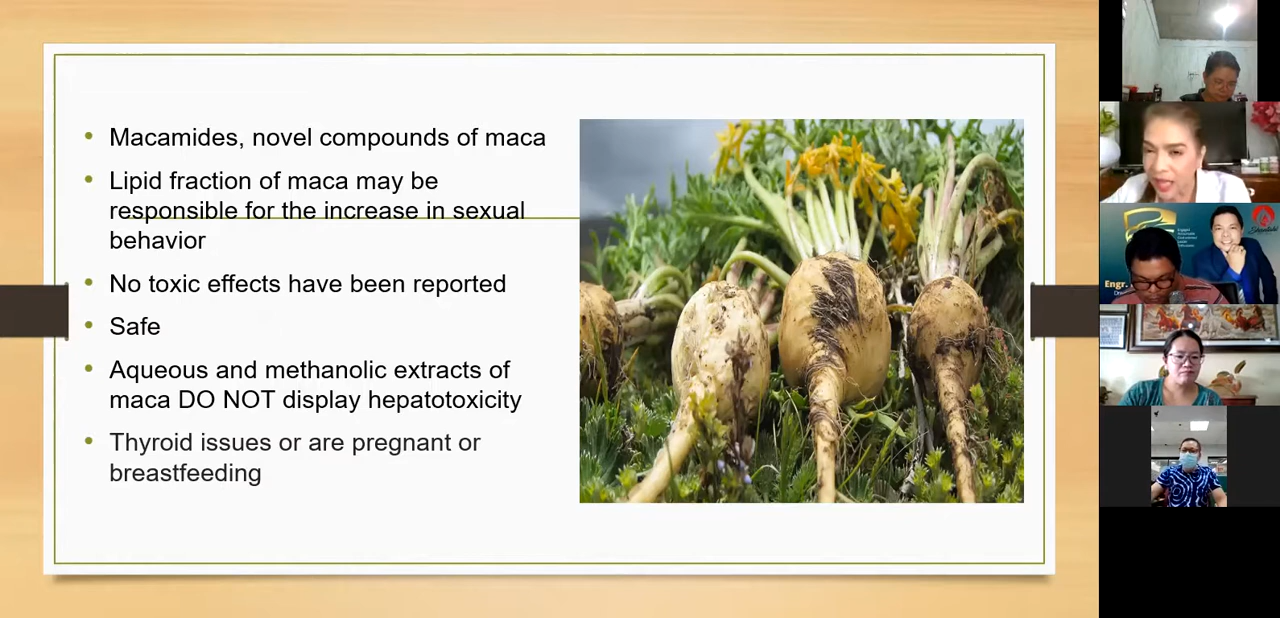 • Macamides, novel compounds of maca
• Lipid fraction of maca may be
responsible for the increase in sexual
behavior
• No toxic effects have been reported
• Safe
• Aqueous and methanolic extracts of
maca DO NOT display hepatotoxicity
• Thyroid issues or are pregnant or
breastfeeding
Engr.